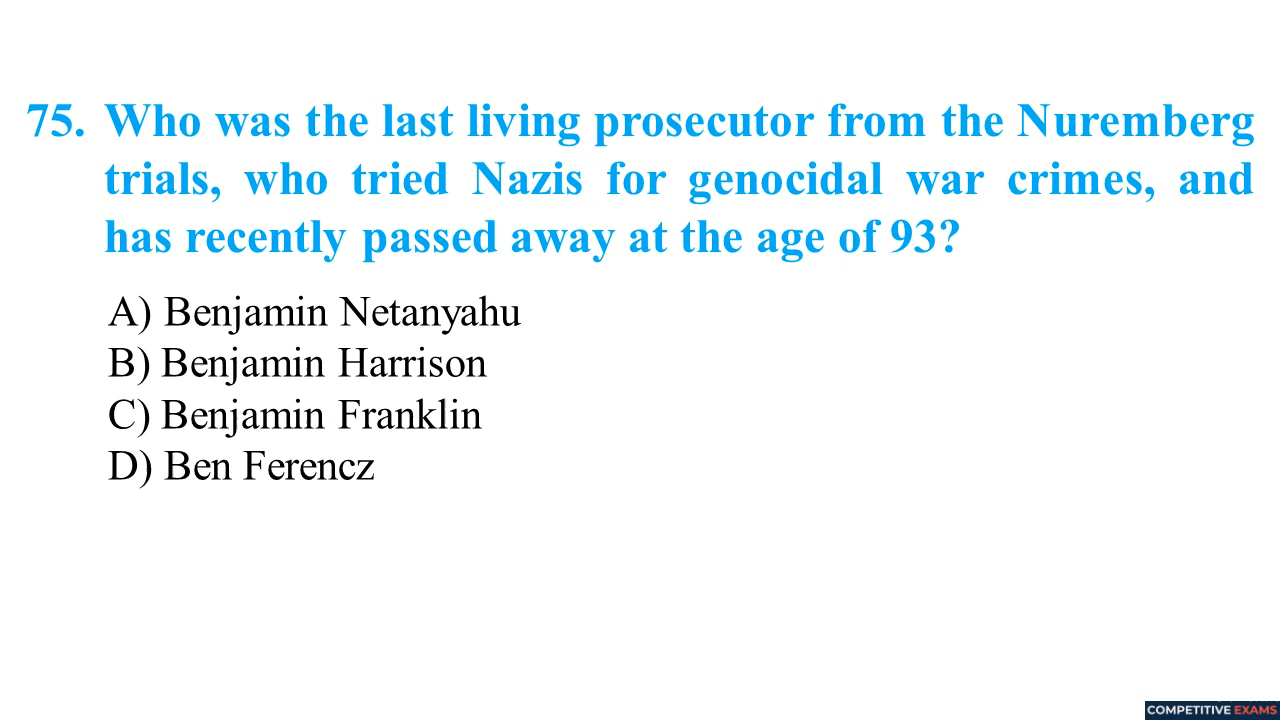 75. Who was the last living prosecutor from the Nuremberg
trials, who tried Nazis for genocidal war crimes, and
has recently passed away at the age of 93?
A) Benjamin Netanyahu
B) Benjamin Harrison
C) Benjamin Franklin
D) Ben Ferencz
COMPETITIVE EXAMS